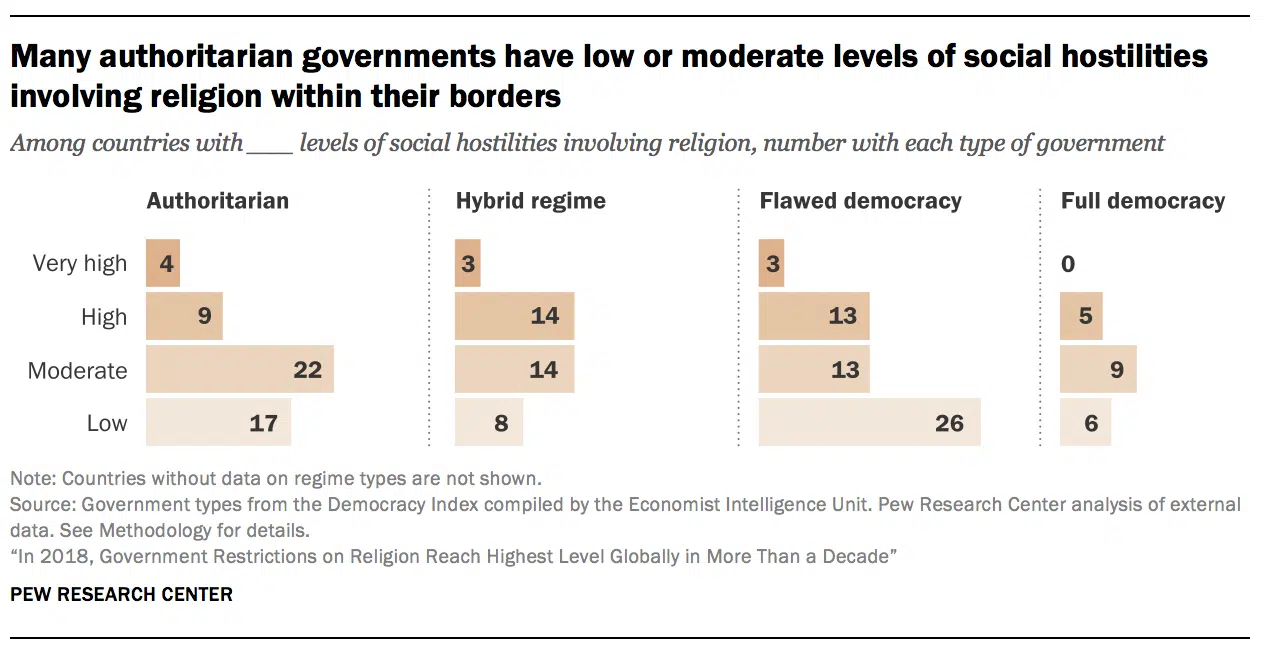 Many authoritarian governments have low or moderate levels of social hostilities
involving religion within their borders
Among countries with ___ levels of social hostilities involving religion, number with each type of government
Authoritarian Hybrid regime Flawed democracy Full democracy
Very high 4 3 3 0
High 9 14 13 5
Moderate 22 14 13 9
Low 17 8 26 6
Note: Countries without data on regime types are not shown.
Source: Government types from the Democracy Index compiled by the Economist Intelligence Unit. Pew Research Center analysis of external
data. See Methodology for details.
“In 2018, Government Restrictions on Religion Reach Highest Level Globally in More Than a Decade”
PEW RESEARCH CENTER